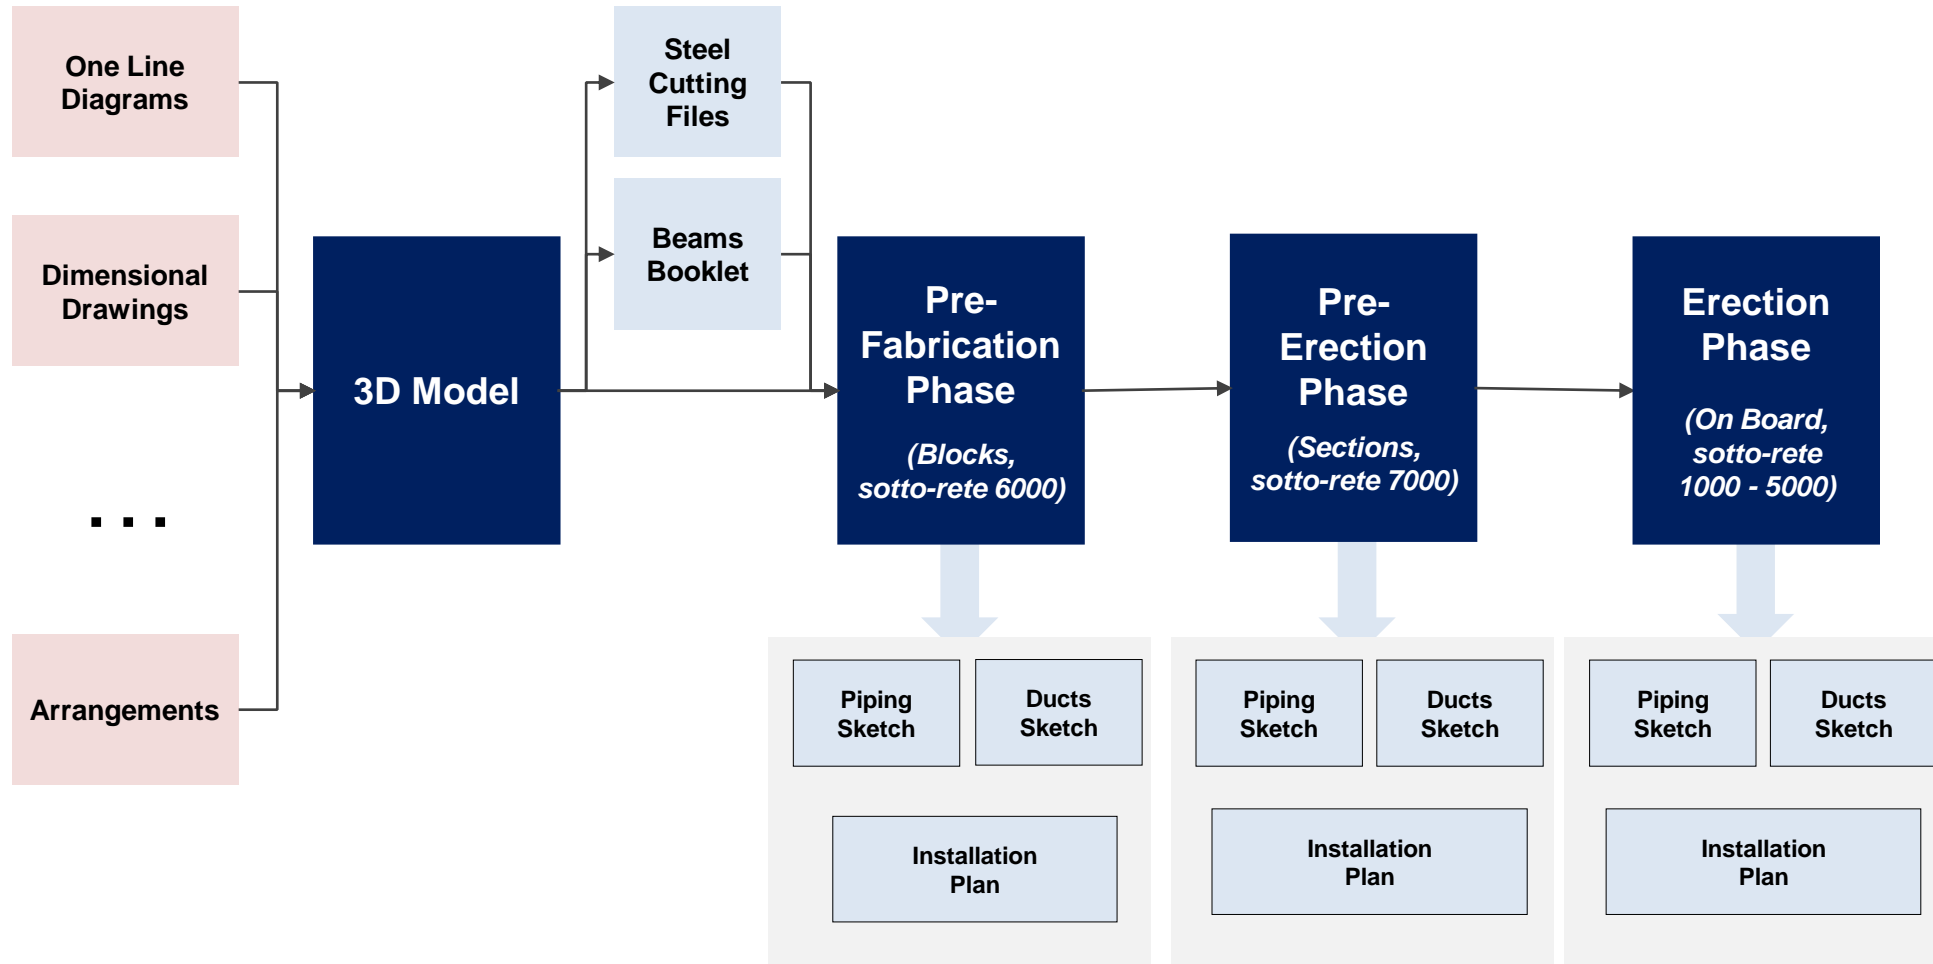 One Line
Diagrams
Dimensional
Drawings
...
Arrangements
3D Model
Steel
Cutting
Files
Beams
Booklet
Pre-
Fabrication
Phase
(Blocks,
sotto-rete 6000)
Pre-
Erection
Phase
(Sections,
sotto-rete 7000)
Erection
Phase
(On Board,
sotto-rete
1000 - 5000)
Piping
Sketch
Ducts
Sketch
Installation
Plan
Piping
Sketch
Ducts
Sketch
Installation
Plan
Piping
Sketch
Ducts
Sketch
Installation
Plan